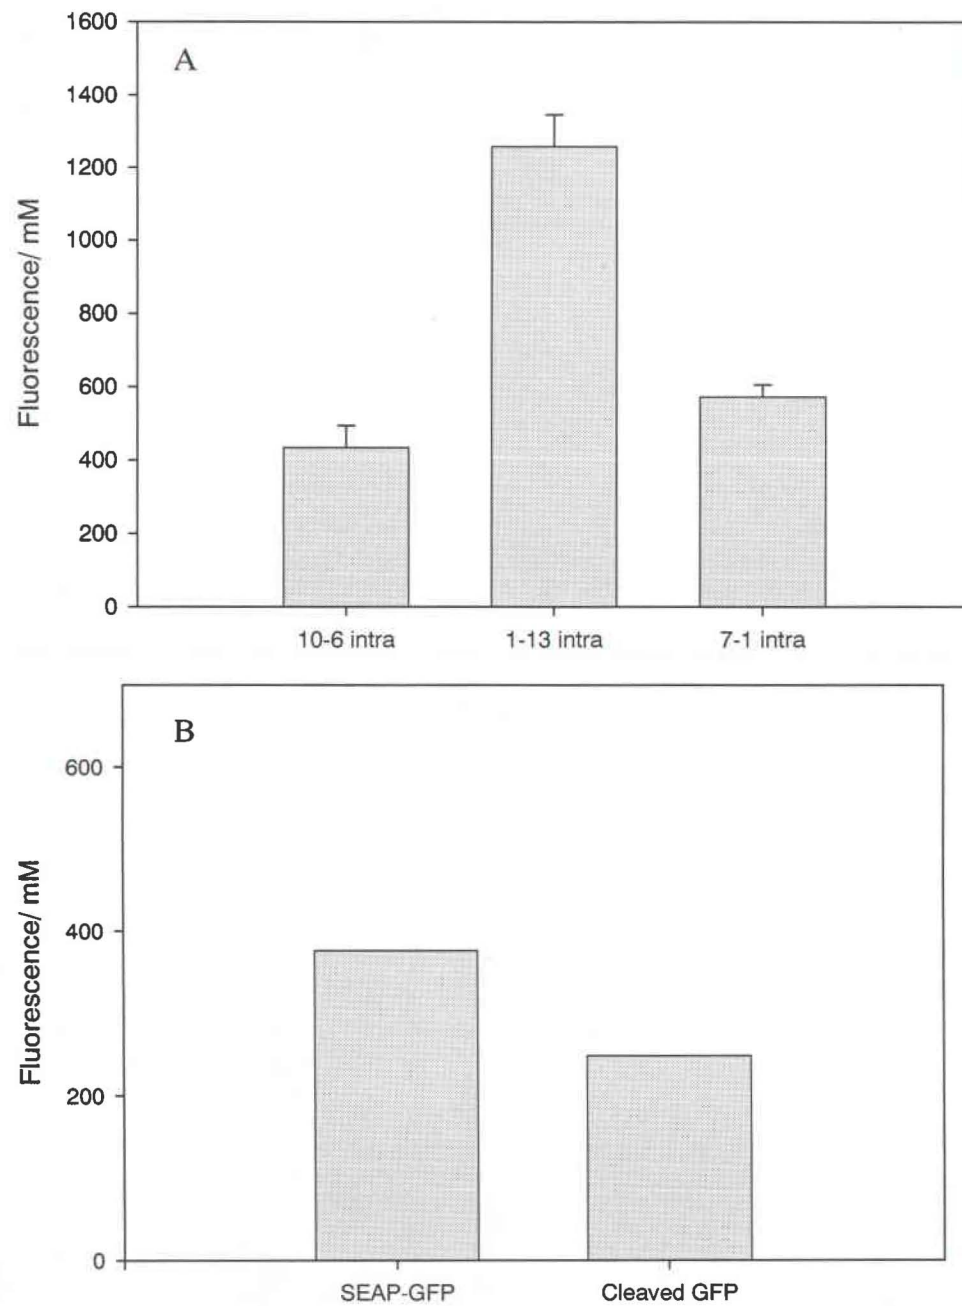 A
Fluorescence/ mM
1600
1400
1200
1000
800
600
400
200
0
10-6 intra
1-13 intra
7-1 intra
B
Fluorescence/ mM
600
400
200
0
SEAP-GFP
Cleaved GFP